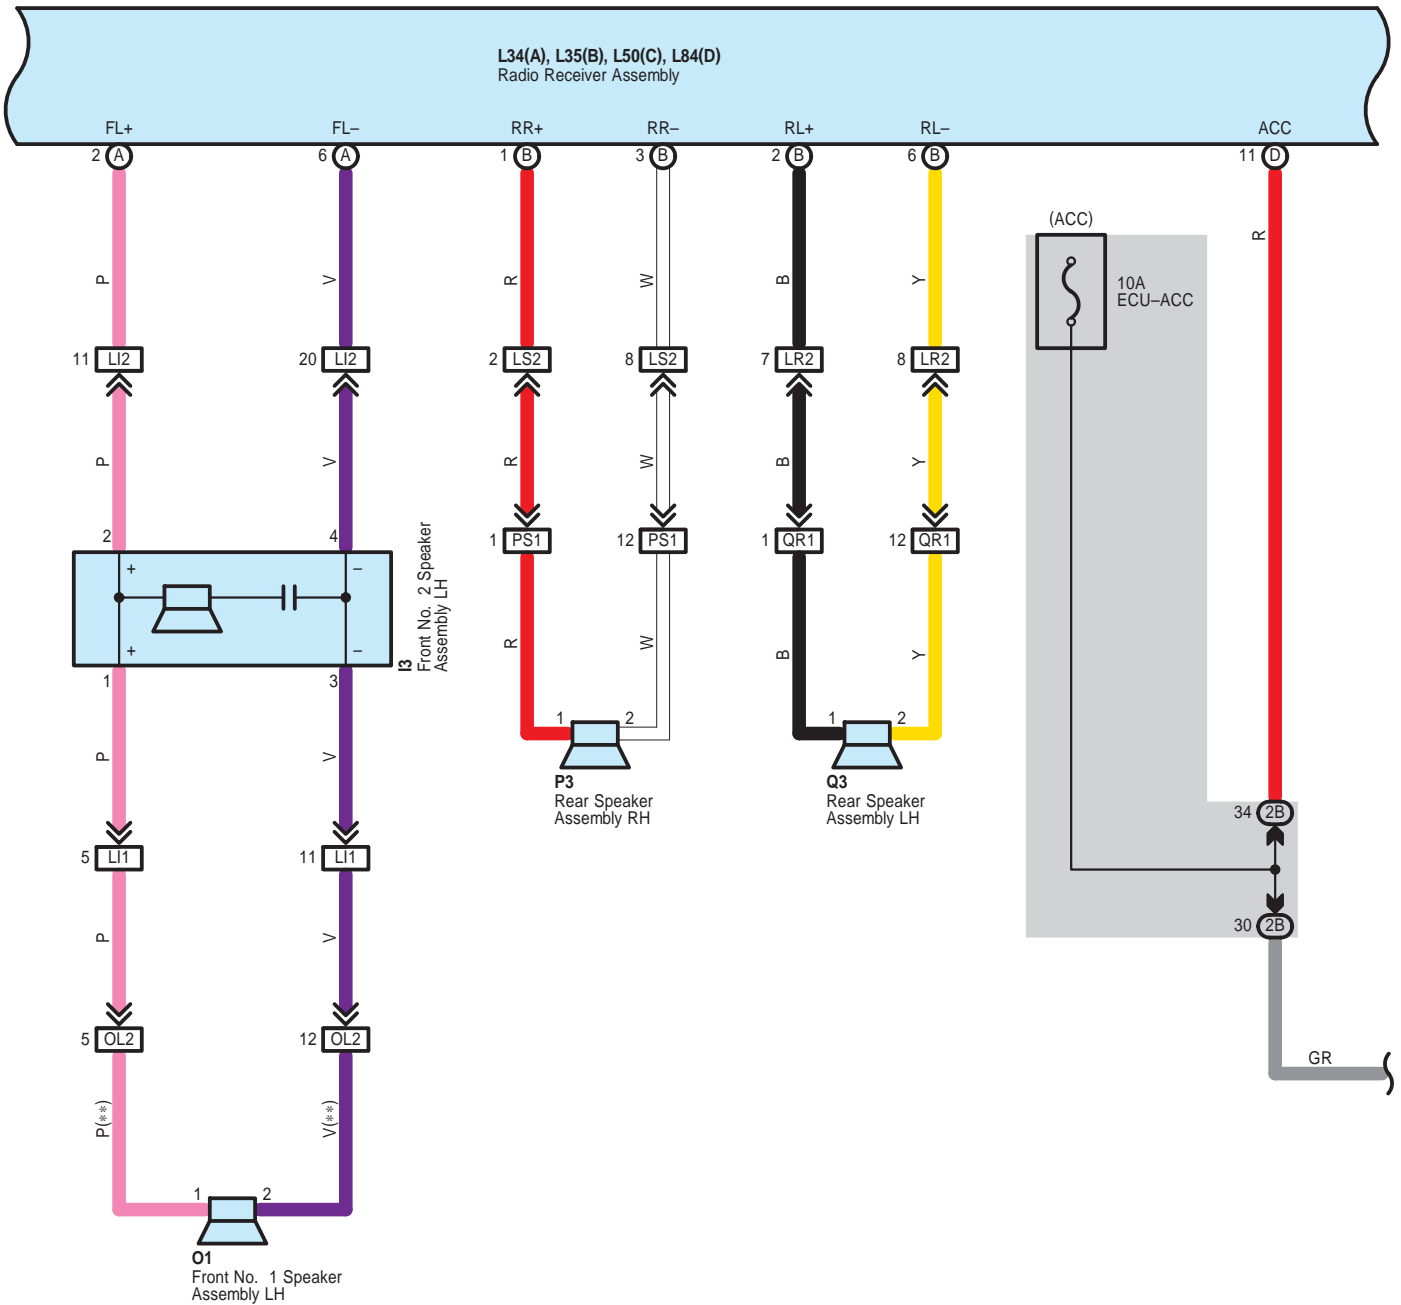 L34(A), L35(B), L50(C), L84(D)
Radio Receiver Assembly
FL+ FL– RR+ RR– RL+ RL– ACC
2 A 6 A 1 B 3 B 2 B 6 B 11 D
(ACC)
R
10A
ECU–ACC
P V R W B Y
11 LI2 20 LI2 2 LS2 8 LS2 7 LR2 8 LR2
P V R W B Y
2 4 1 PS1 12 PS1 1 QR1 12 QR1
+ –
+ –
I3
Front No. 2 Speaker
Assembly LH
R W B Y
1 3
1 2 1 2
P V
P3
Rear Speaker
Assembly RH
Q3
Rear Speaker
Assembly LH
34 2B
5 LI1 11 LI1
30 2B
P V
5 OL2 12 OL2
GR
P(**) V(**)
1 2
O1
Front No. 1 Speaker
Assembly LH